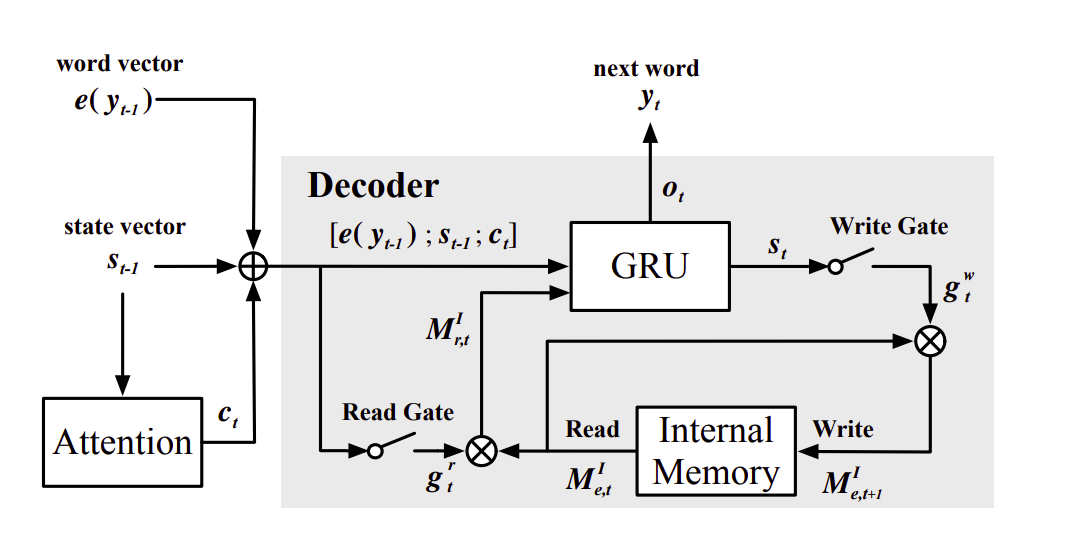 word vector
e( y_{t-1} )
next word
y_t
Decoder
o_t
state vector
s_{t-1}
[e( y_{t-1} ) ; s_{t-1} ; c_t]
GRU
s_t
Write Gate
g_t^w
M_{r,t}^I
Attention
c_t
Read Gate
g_t^r
Read
M_{e,t}^I
Internal
Memory
Write
M_{e,t+1}^I